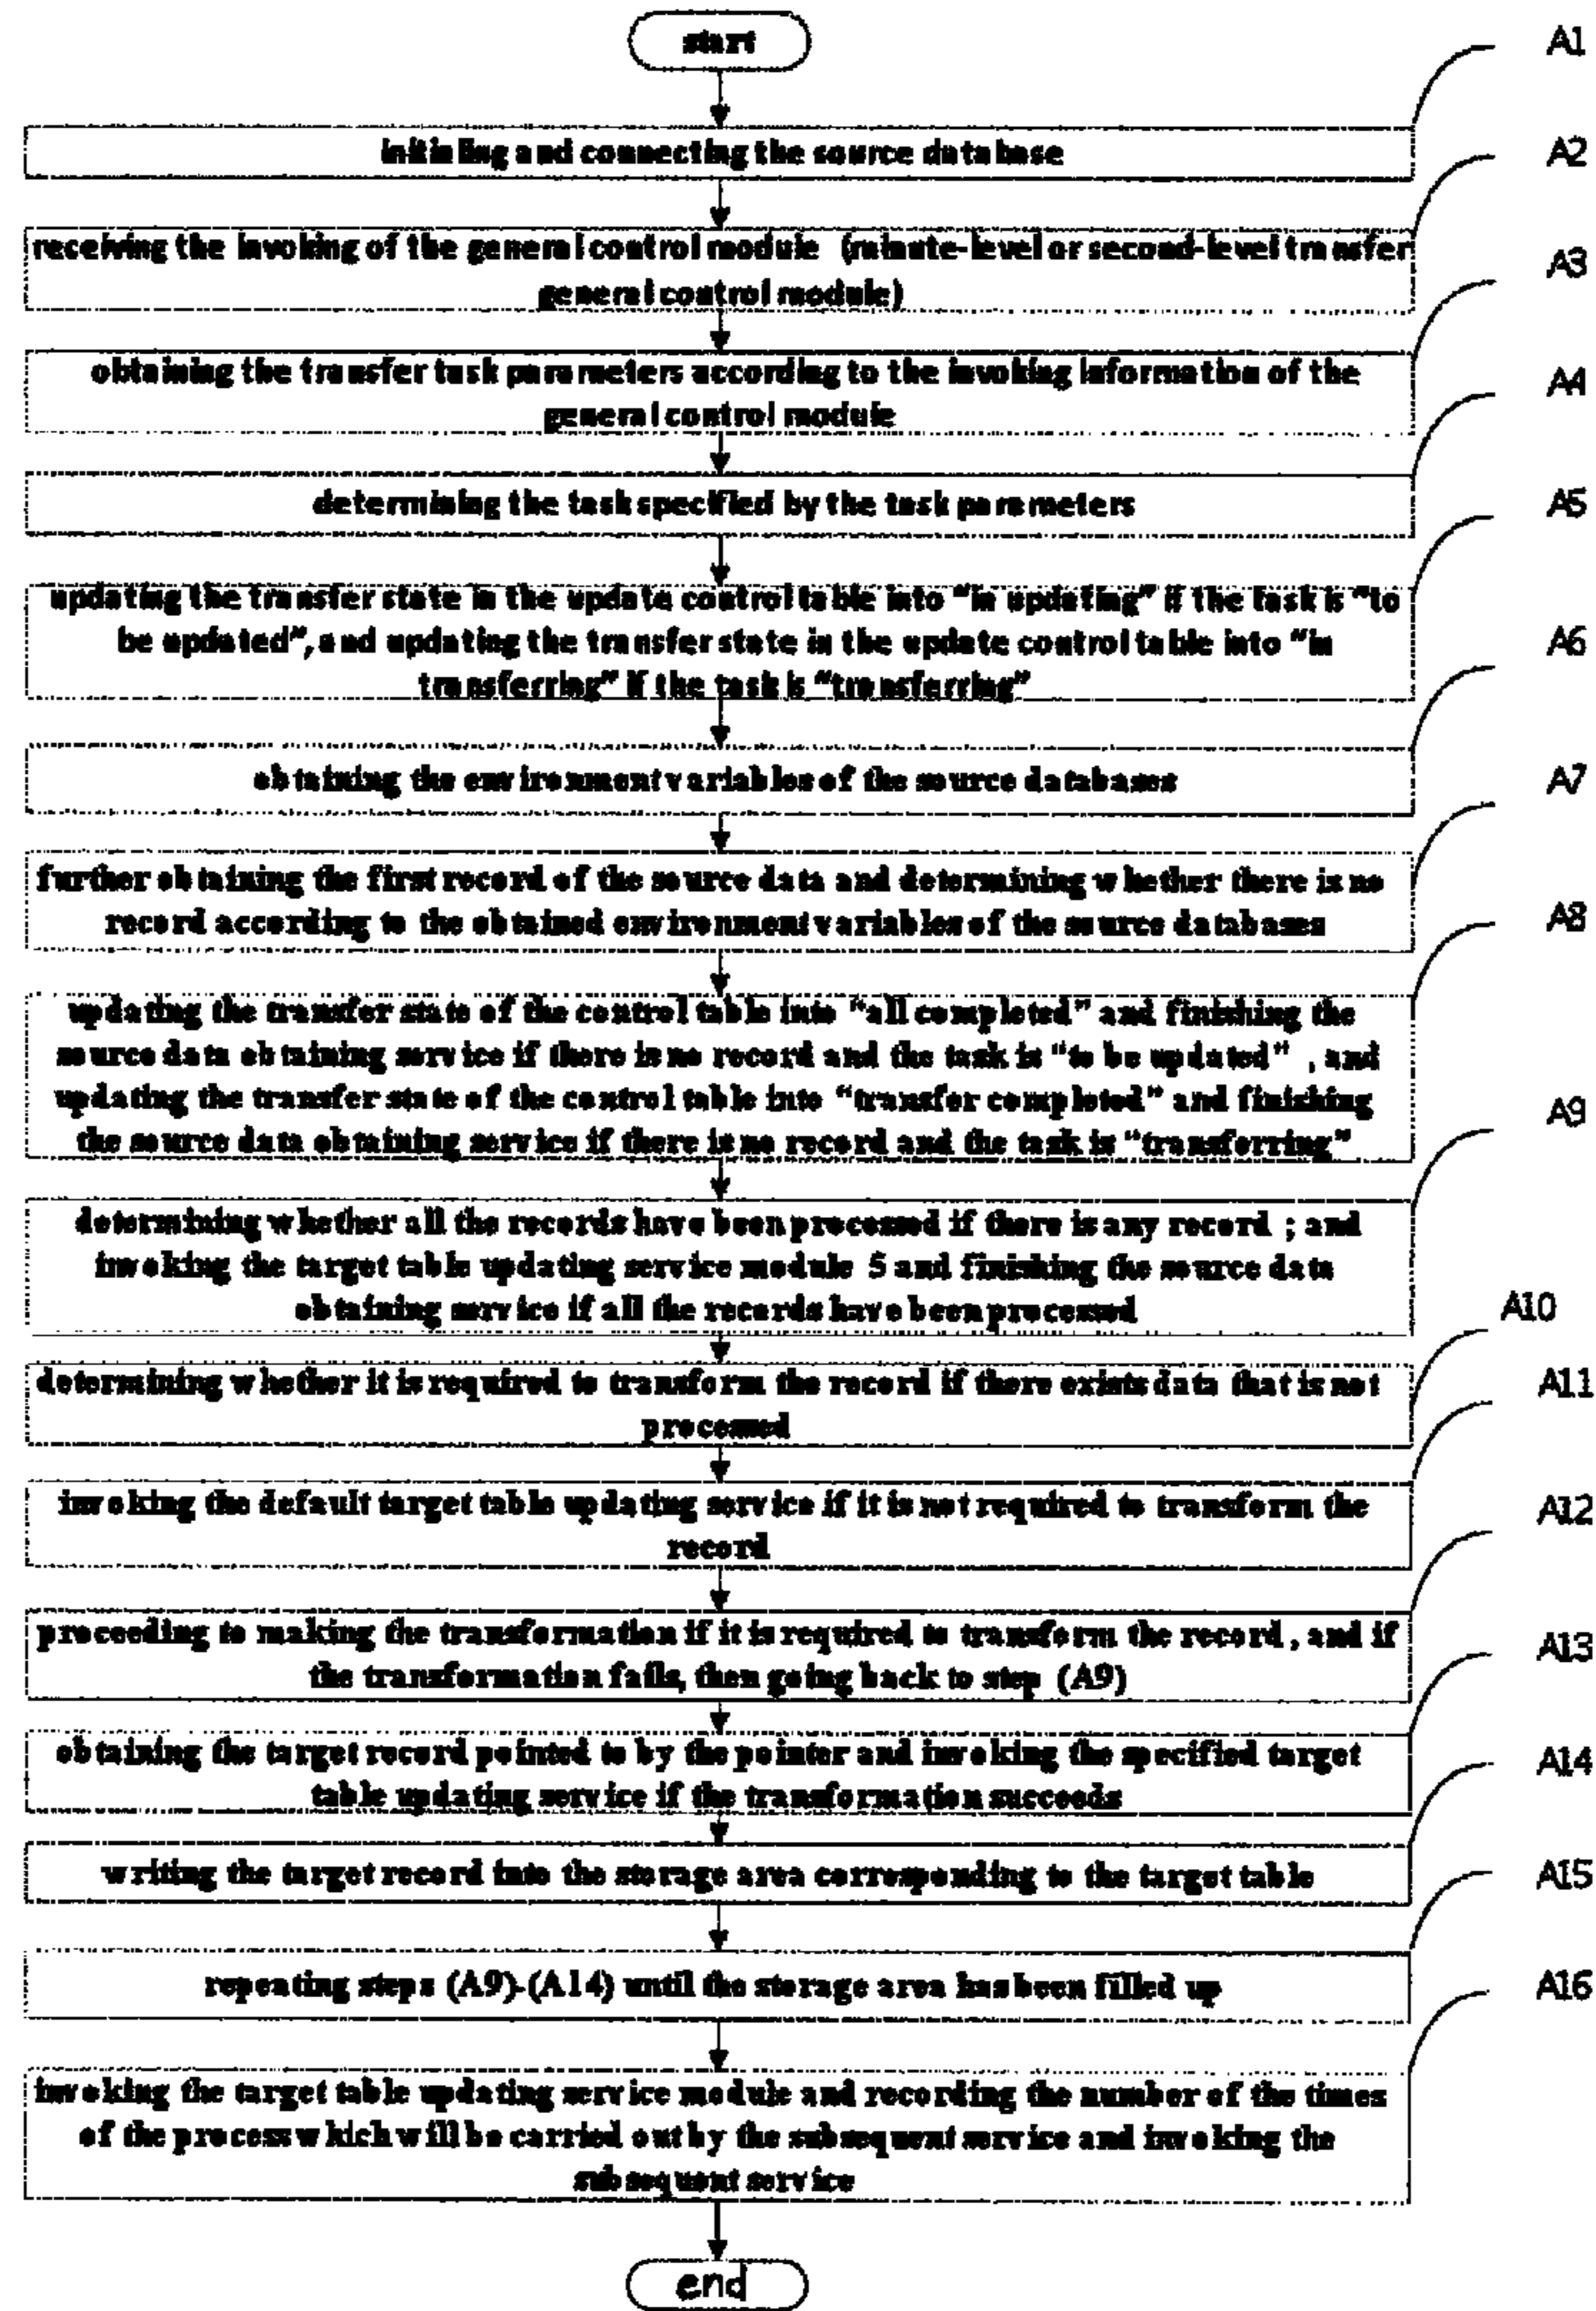 start
A1
initialing and connecting the source database
A2
receiving the invoking of the general control module (minute-level or second-level transfer
general control module)
A3
obtaining the transfer task parameters according to the invoking information of the
general control module
A4
determining the task specified by the task parameters
A5
updating the transfer state in the update control table into "in updating" if the task is "to
be updated", and updating the transfer state in the update control table into "in
transferring" if the task is "transferring"
A6
obtaining the environment variables of the source databases
A7
further obtaining the first record of the source data and determining whether there is no
record according to the obtained environment variables of the source databases
A8
updating the transfer state of the control table into "all completed" and finishing the
source data obtaining service if there is no record and the task is "to be updated" , and
updating the transfer state of the control table into "transfer completed" and finishing
the source data obtaining service if there is no record and the task is "transferring"
A9
determining whether all the records have been processed if there is any record ; and
invoking the target table updating service module 5 and finishing the source data
obtaining service if all the records have been processed
A10
determining whether it is required to transform the record if there exists data that is not
processed
A11
invoking the default target table updating service if it is not required to transform the
record
A12
proceeding to making the transformation if it is required to transform the record , and if
the transformation fails, then going back to step (A9)
A13
obtaining the target record pointed to by the pointer and invoking the specified target
table updating service if the transformation succeeds
A14
writing the target record into the storage area corresponding to the target table
A15
repeating steps (A9)-(A14) until the storage area has been filled up
A16
invoking the target table updating service module and recording the number of the times
of the process which will be carried out by the subsequent service and invoking the
subsequent service
end